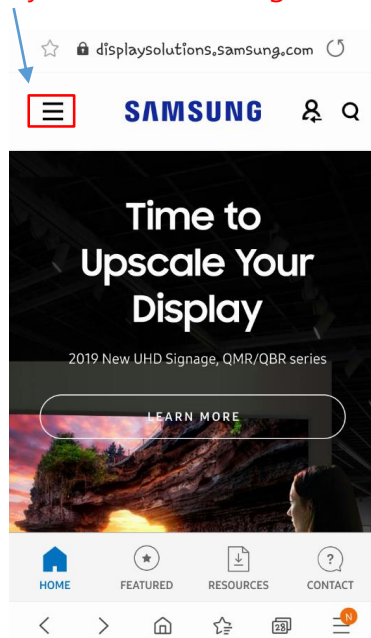 displaysolutions.samsung.com
SAMSUNG
Time to
Upscale Your
Display
2019 New UHD Signage, QMR/QBR series
LEARN MORE
HOME FEATURED RESOURCES CONTACT
28 N